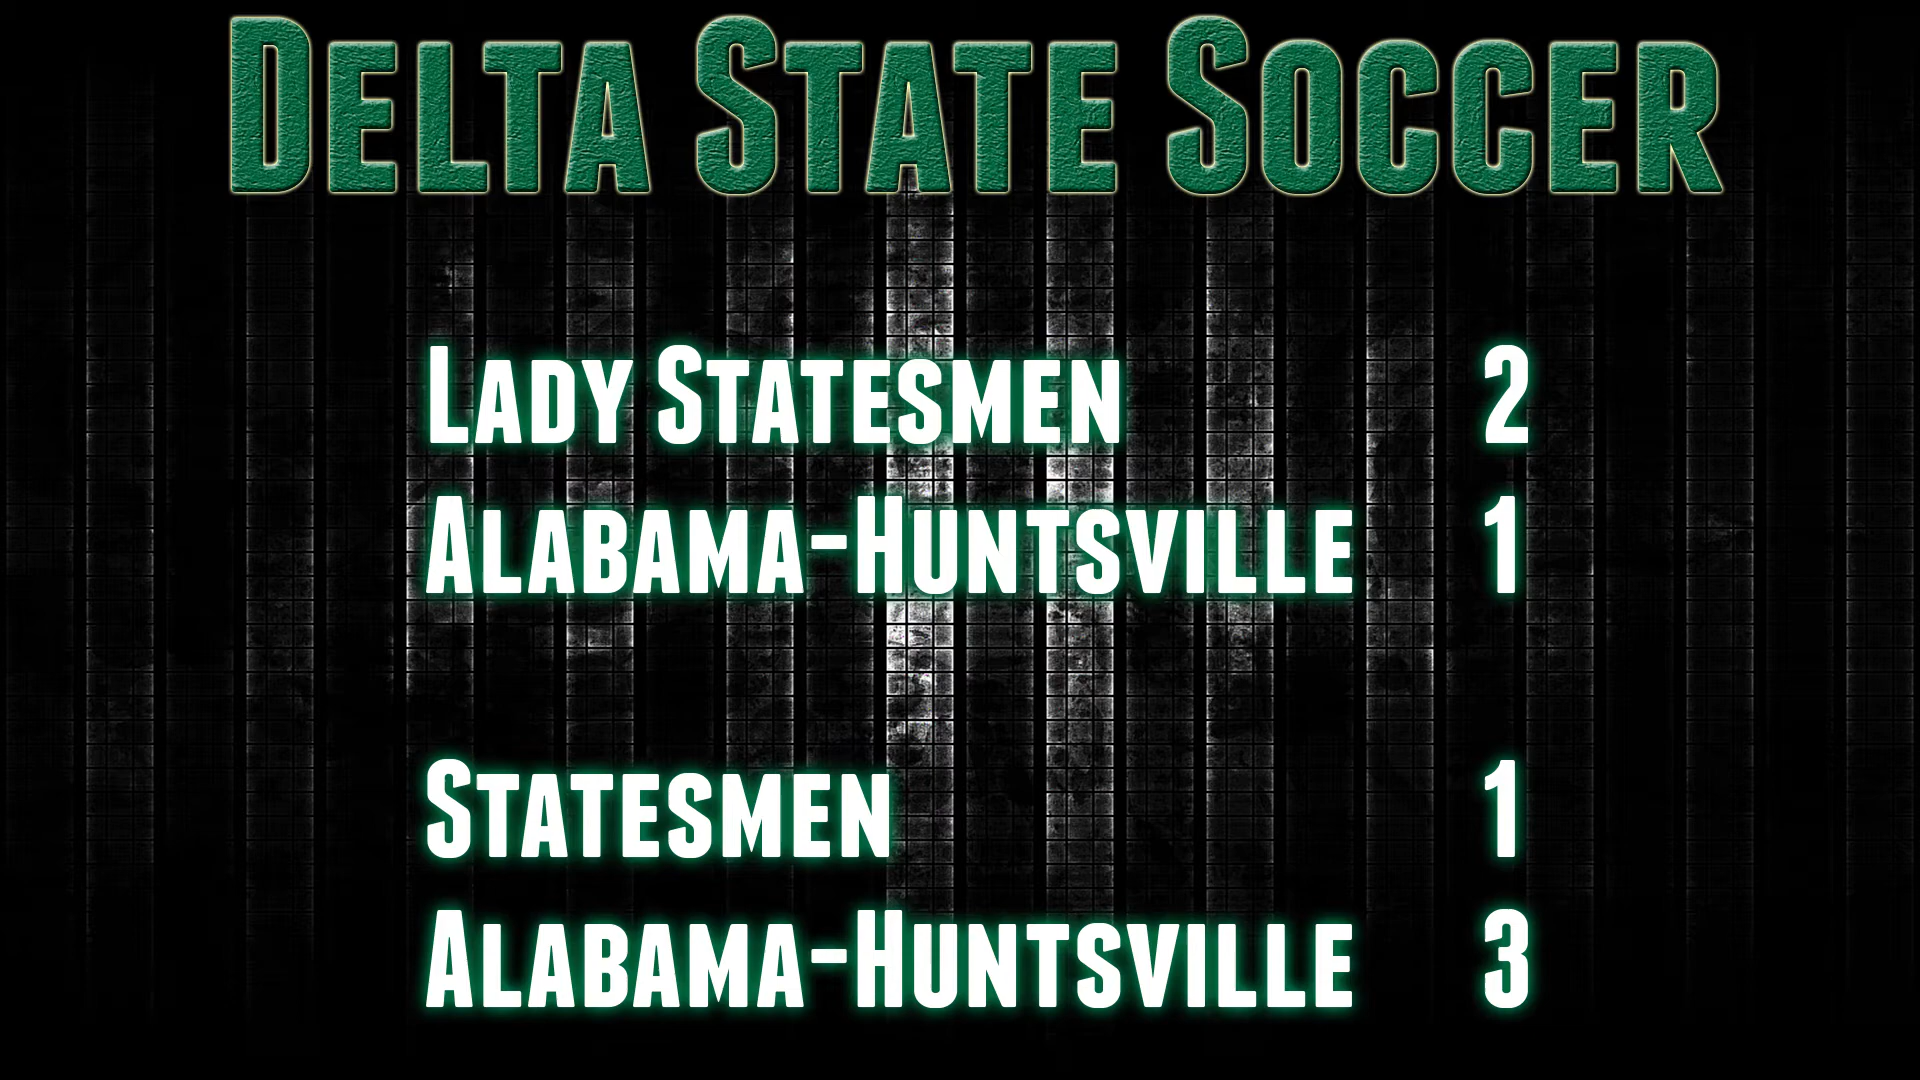 Delta State Soccer
Lady Statesmen 2
Alabama-Huntsville 1
Statesmen 1
Alabama-Huntsville 3